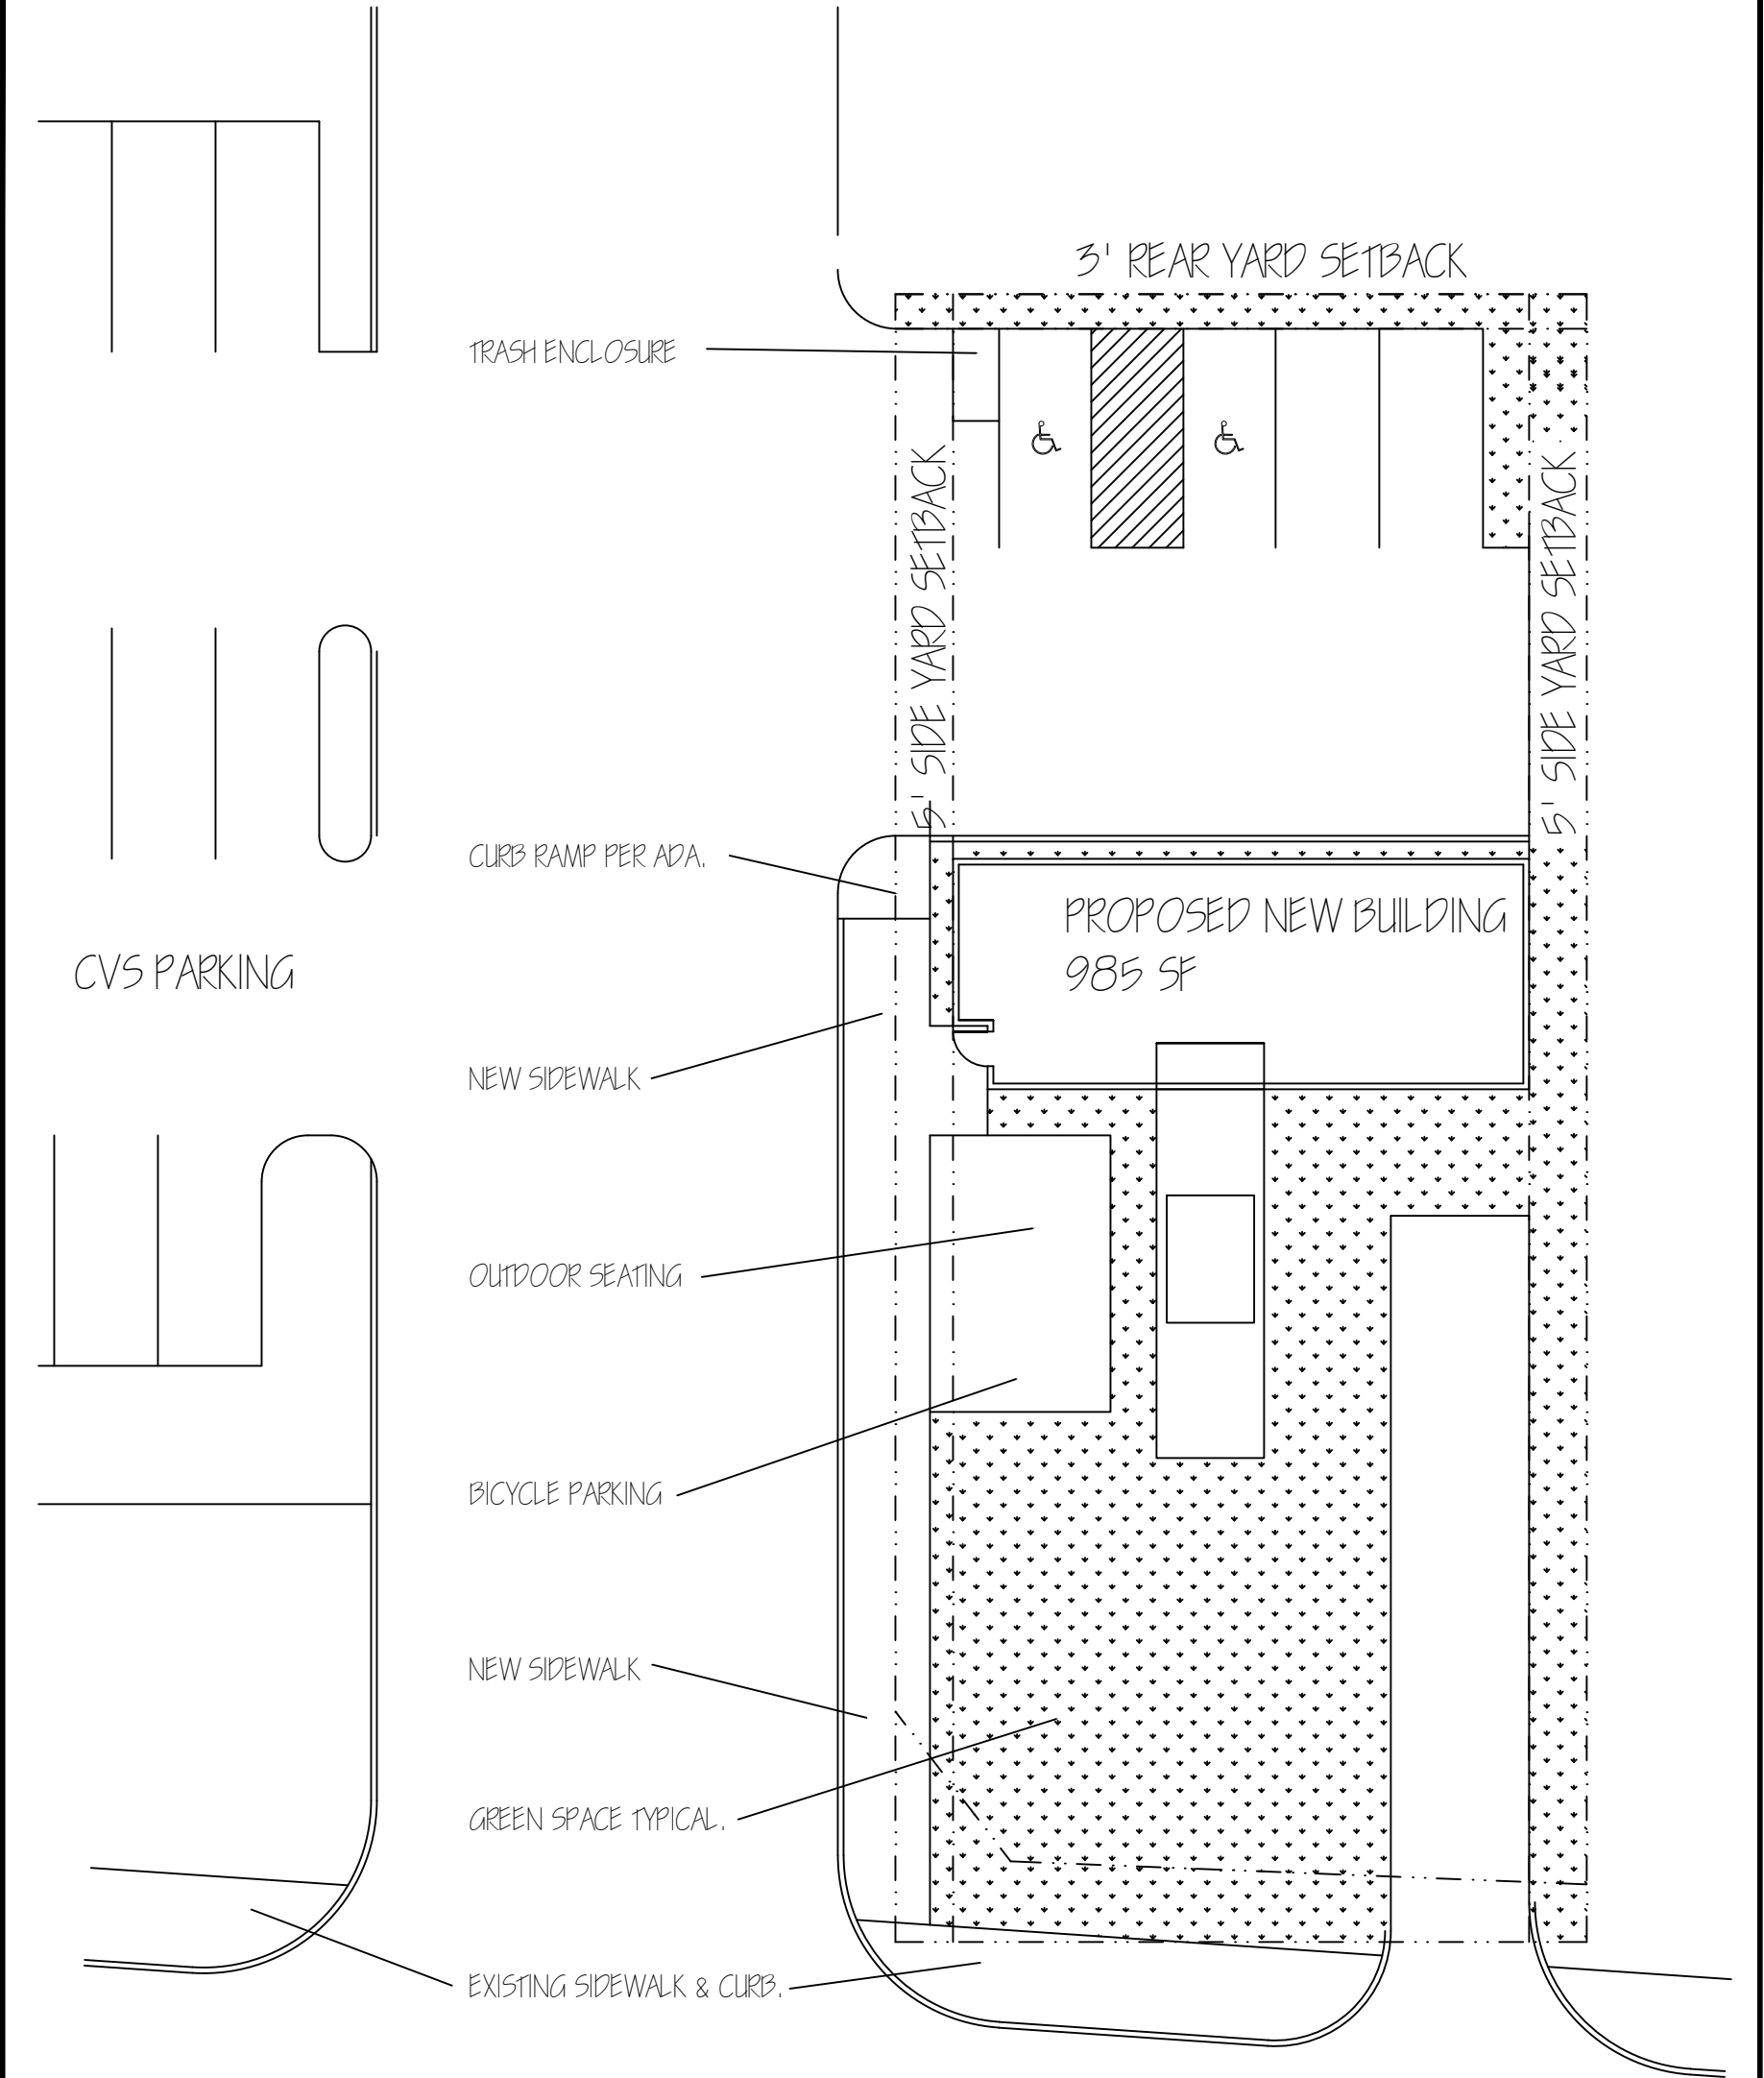 3' REAR YARD SETBACK
TRASH ENCLOSURE
5' SIDE YARD SETBACK
5' SIDE YARD SETBACK
CURB RAMP PER ADA.
PROPOSED NEW BUILDING
985 SF
CVS PARKING
NEW SIDEWALK
OUTDOOR SEATING
BICYCLE PARKING
NEW SIDEWALK
GREEN SPACE TYPICAL.
EXISTING SIDEWALK & CURB.